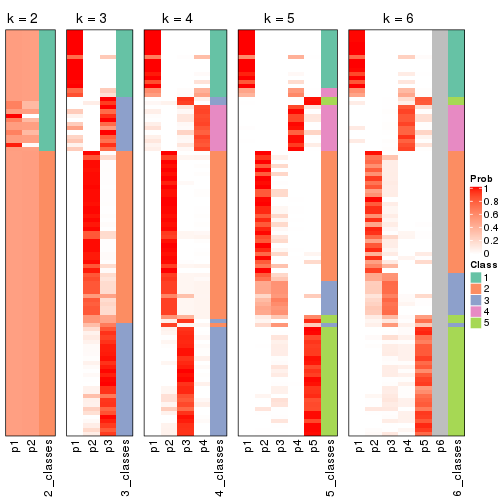 k = 2
k = 3
k = 4
k = 5
k = 6
Prob
1
0.8
0.6
0.4
0.2
0
Class
1
2
3
4
5
p1
p2
2_classes
p1
p2
p3
3_classes
p1
p2
p3
p4
4_classes
p1
p2
p3
p4
p5
5_classes
p1
p2
p3
p4
p5
p6
6_classes